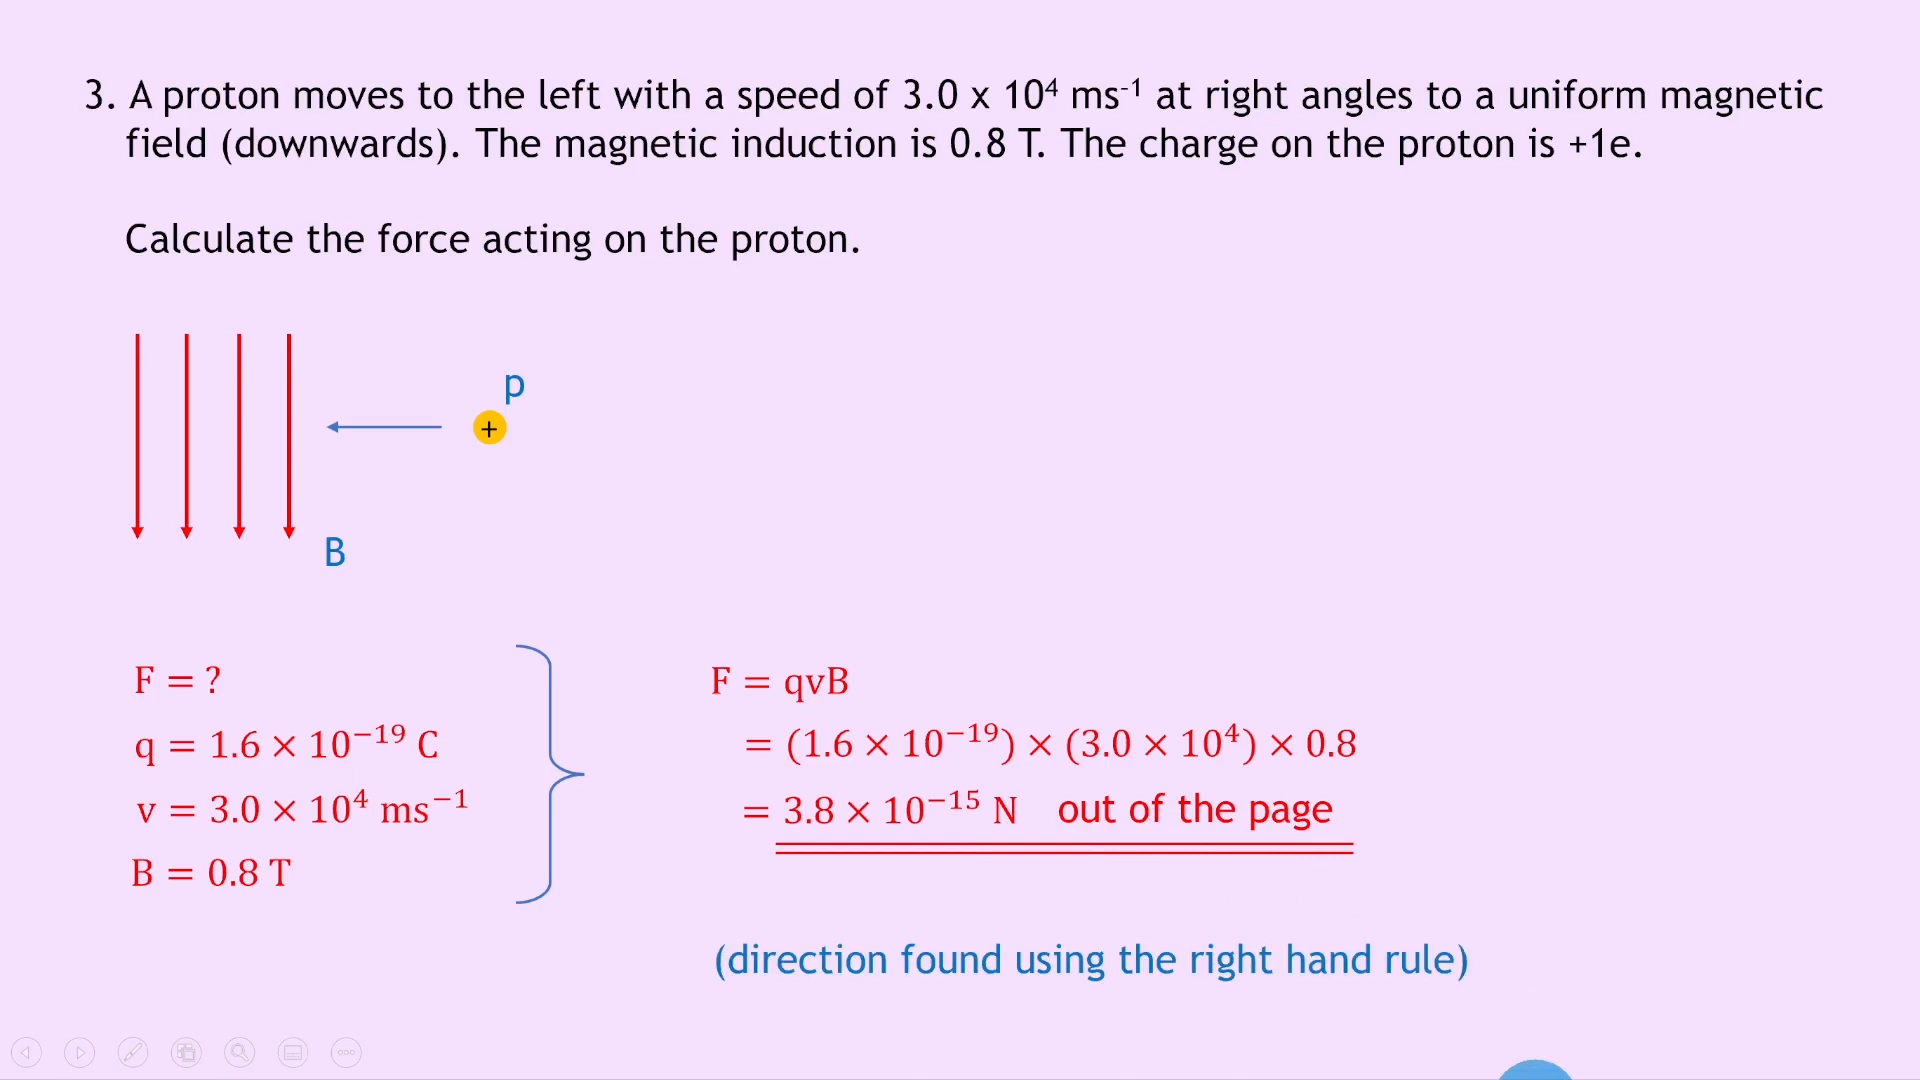 3. A proton moves to the left with a speed of 3.0 x 10⁴ ms⁻¹ at right angles to a uniform magnetic
field (downwards). The magnetic induction is 0.8 T. The charge on the proton is +1e.
Calculate the force acting on the proton.
p
+
B
F = ?
q = 1.6 × 10⁻¹⁹ C
v = 3.0 × 10⁴ ms⁻¹
B = 0.8 T
F = qvB
= (1.6 × 10⁻¹⁹) × (3.0 × 10⁴) × 0.8
= 3.8 × 10⁻¹⁵ N out of the page
(direction found using the right hand rule)